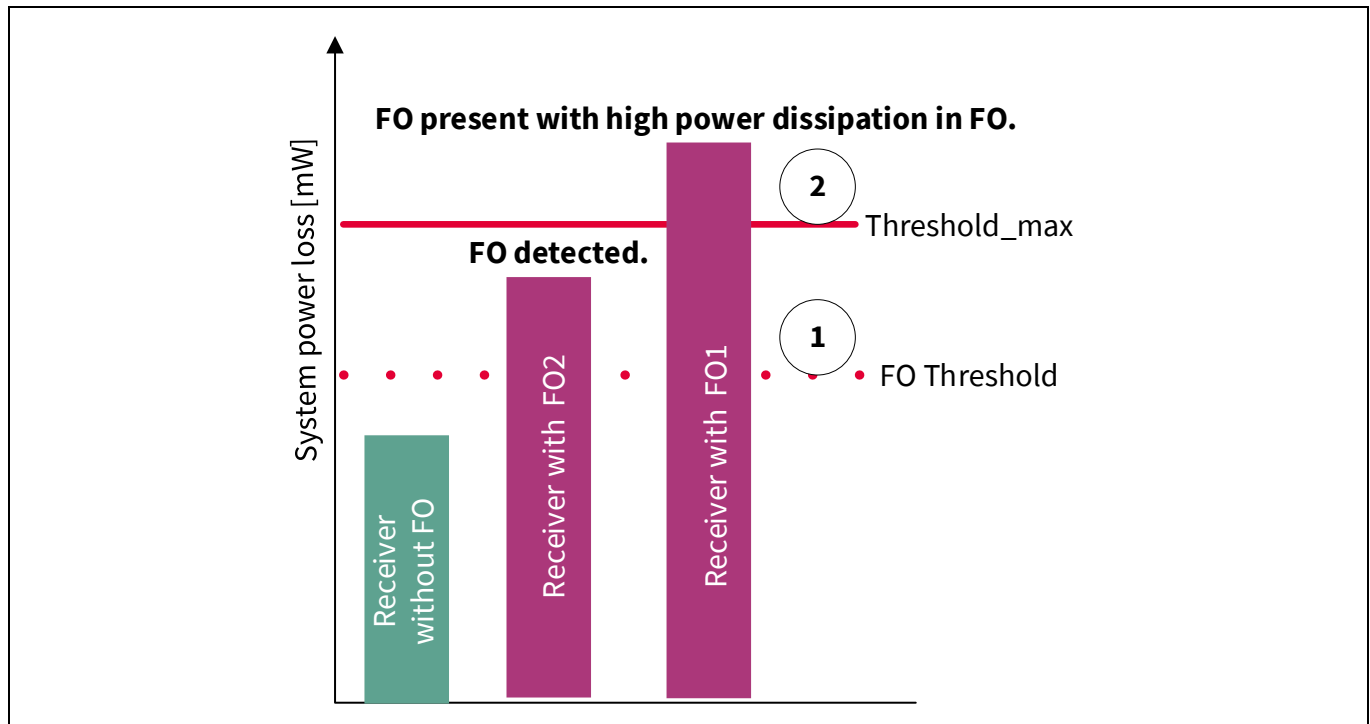 System power loss [mW]
FO present with high power dissipation in FO.
2
Threshold_max
FO detected.
1
FO Threshold
Receiver
without FO
Receiver with FO2
Receiver with FO1